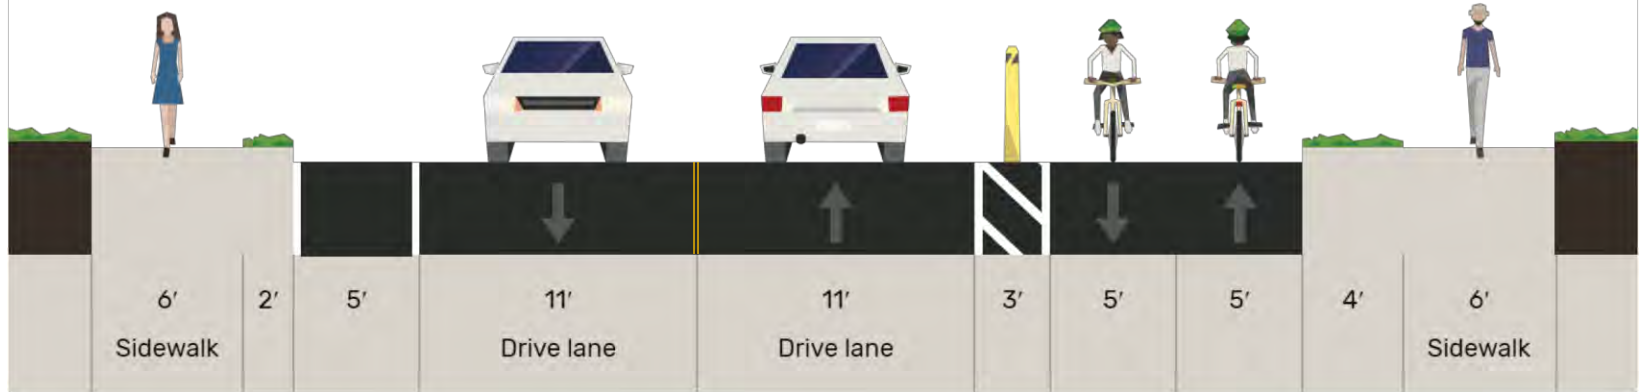 6′ 2′ 5′ 11′ 11′ 3′ 5′ 5′ 4′ 6′
Sidewalk Drive lane Drive lane Sidewalk